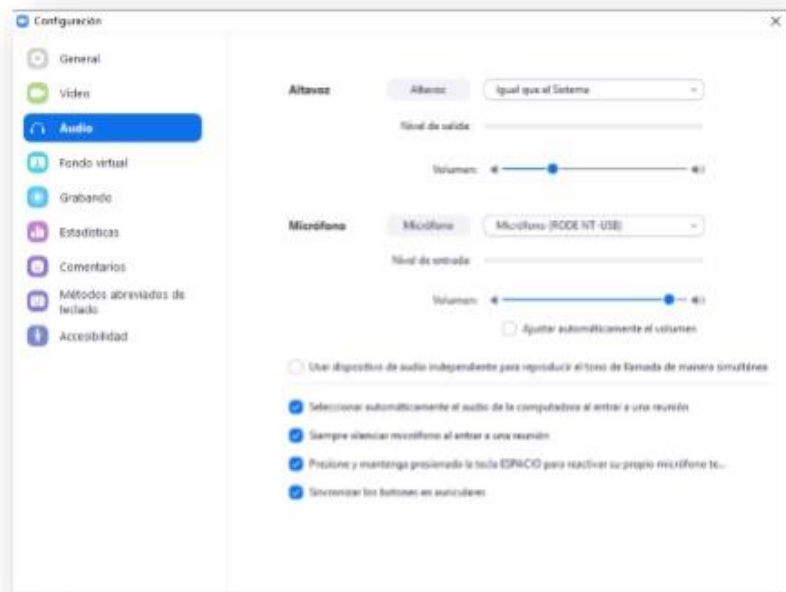 Configuración
General
Vídeo
Audio
Fondo virtual
Grabando
Estadísticas
Comentarios
Métodos abreviados de
teclado
Accesibilidad
Altavoz Altavoz Igual que el Sistema
Nivel de salida
Volumen:
Micrófono Micrófono Micrófono (RODE NT-USB)
Nivel de entrada
Volumen:
Ajustar automáticamente el volumen
Usar dispositivo de audio independiente para reproducir el tono de llamada de manera simultánea
Seleccionar automáticamente el audio de la computadora al entrar a una reunión
Siempre silenciar micrófono al entrar a una reunión
Presione y mantenga presionado la tecla ESPACIO para reactivar su propio micrófono te...
Sincronizar los botones en auriculares